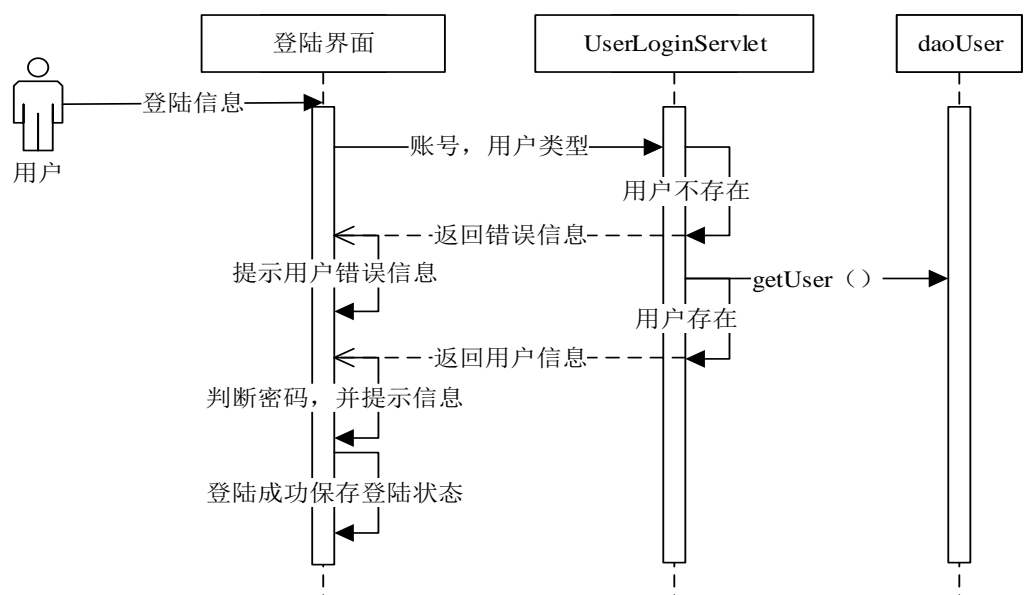 登陆界面
UserLoginServlet
daoUser
登陆信息
用户
账号，用户类型
用户不存在
返回错误信息
提示用户错误信息
getUser（）
用户存在
返回用户信息
判断密码，并提示信息
登陆成功保存登陆状态